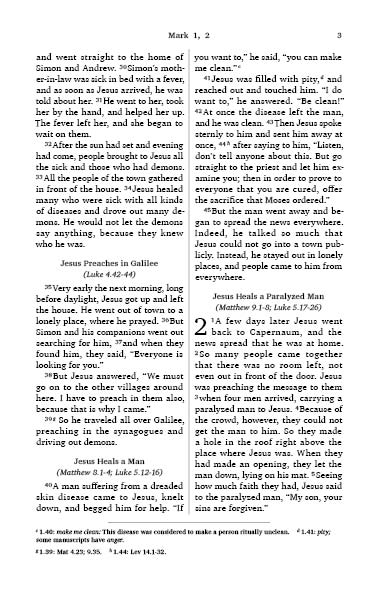 Mark 1, 2
3
and went straight to the home of
Simon and Andrew. 30Simon's moth-
er-in-law was sick in bed with a fever,
and as soon as Jesus arrived, he was
told about her. 31He went to her, took
her by the hand, and helped her up.
The fever left her, and she began to
wait on them.
32After the sun had set and evening
had come, people brought to Jesus all
the sick and those who had demons.
33All the people of the town gathered
in front of the house. 34Jesus healed
many who were sick with all kinds
of diseases and drove out many de-
mons. He would not let the demons
say anything, because they knew
who he was.
Jesus Preaches in Galilee
(Luke 4.42-44)
35Very early the next morning, long
before daylight, Jesus got up and left
the house. He went out of town to a
lonely place, where he prayed. 36But
Simon and his companions went out
searching for him, 37and when they
found him, they said, "Everyone is
looking for you."
38But Jesus answered, "We must
go on to the other villages around
here. I have to preach in them also,
because that is why I came."
39g So he traveled all over Galilee,
preaching in the synagogues and
driving out demons.
Jesus Heals a Man
(Matthew 8.1-4; Luke 5.12-16)
40A man suffering from a dreaded
skin disease came to Jesus, knelt
down, and begged him for help. "If
you want to," he said, "you can make
me clean."c
41Jesus was filled with pity,d and
reached out and touched him. "I do
want to," he answered. "Be clean!"
42At once the disease left the man,
and he was clean. 43Then Jesus spoke
sternly to him and sent him away at
once, 44h after saying to him, "Listen,
don't tell anyone about this. But go
straight to the priest and let him ex-
amine you; then in order to prove to
everyone that you are cured, offer
the sacrifice that Moses ordered."
45But the man went away and be-
gan to spread the news everywhere.
Indeed, he talked so much that
Jesus could not go into a town pub-
licly. Instead, he stayed out in lonely
places, and people came to him from
everywhere.
Jesus Heals a Paralyzed Man
(Matthew 9.1-8; Luke 5.17-26)
2 1A few days later Jesus went
back to Capernaum, and the
news spread that he was at home.
2So many people came together
that there was no room left, not
even out in front of the door. Jesus
was preaching the message to them
3when four men arrived, carrying a
paralyzed man to Jesus. 4Because of
the crowd, however, they could not
get the man to him. So they made
a hole in the roof right above the
place where Jesus was. When they
had made an opening, they let the
man down, lying on his mat. 5Seeing
how much faith they had, Jesus said
to the paralyzed man, "My son, your
sins are forgiven."
c 1.40: make me clean: This disease was considered to make a person ritually unclean. d 1.41: pity;
some manuscripts have anger.
g 1.39: Mat 4.23; 9.35. h 1.44: Lev 14.1-32.